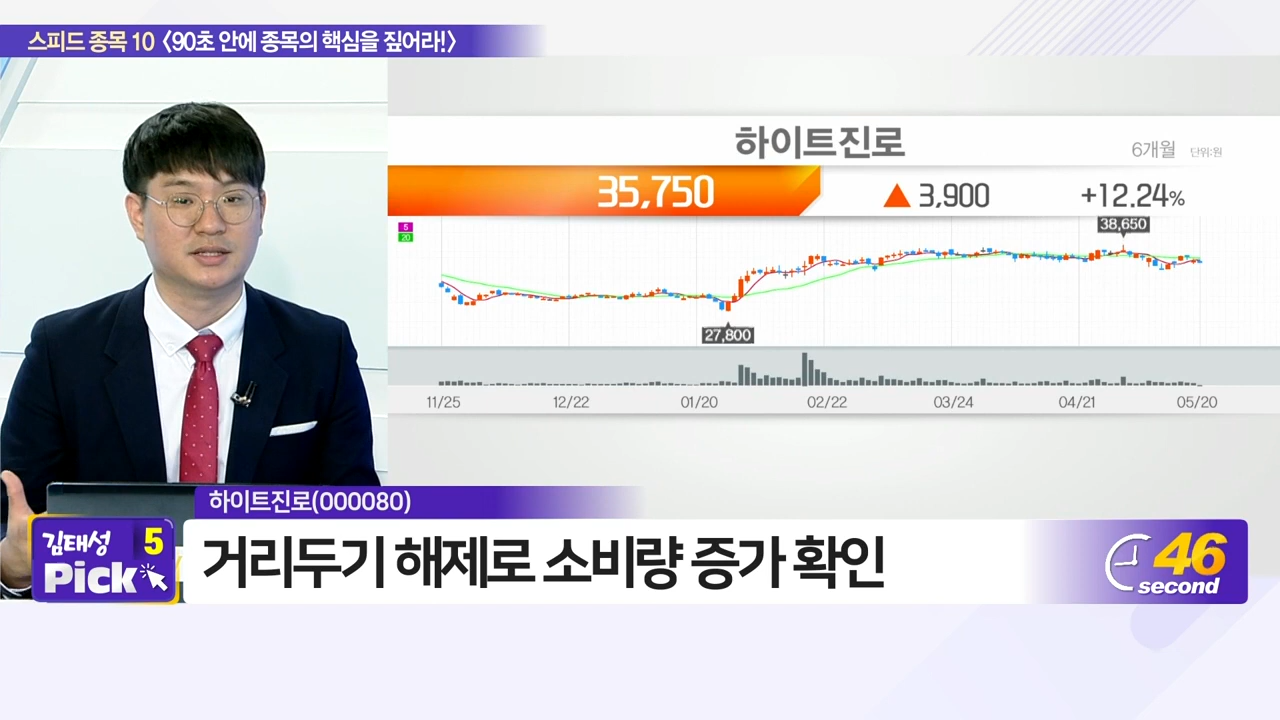 스피드 종목 10 <90초 안에 종목의 핵심을 짚어라!>
하이트진로
6개월 단위:원
35,750 ▲ 3,900 +12.24%
5
20
38,650
27,800
11/25 12/22 01/20 02/22 03/24 04/21 05/20
하이트진로(000080)
김태성 5
Pick
거리두기 해제로 소비량 증가 확인
46
second